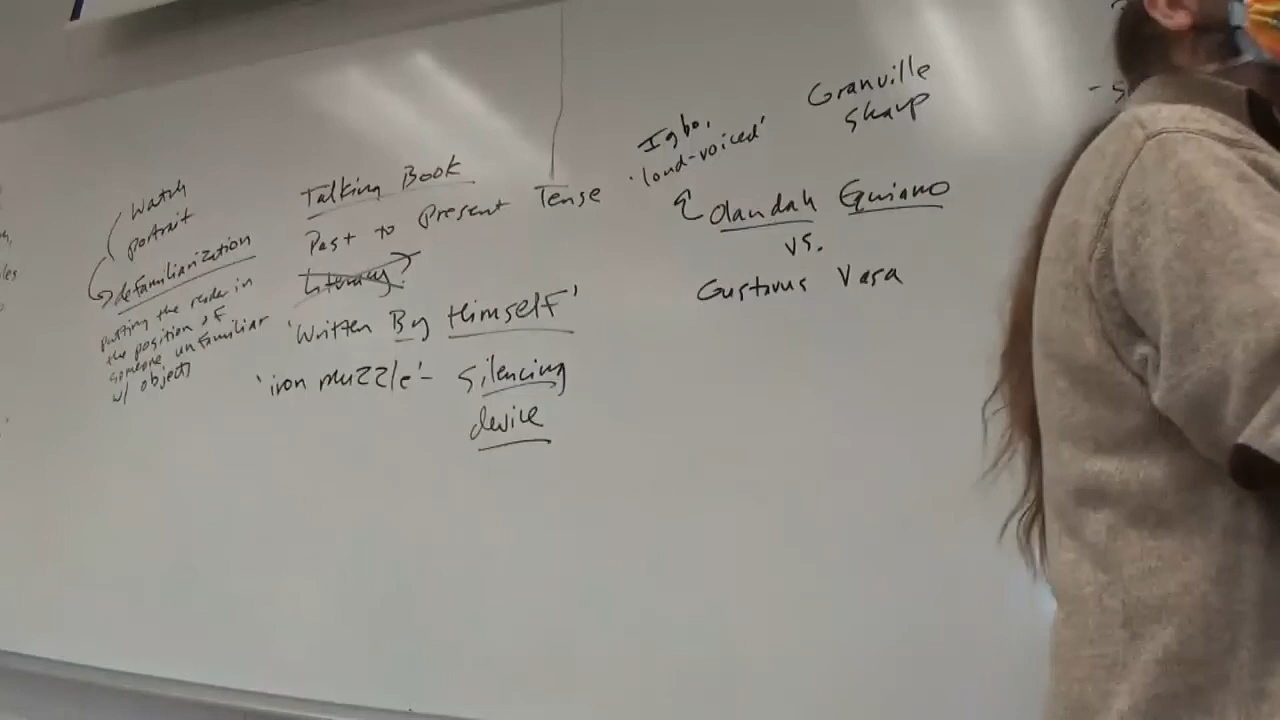 watch
portrait
defamiliarization
putting the reader in
the position of
someone unfamiliar
w/ objects
Talking Book
Past to Present Tense
Literacy
'Written By Himself'
'iron muzzle' - silencing
device
Igbo,
'loud-voiced'
Granville
Sharp
Olaudah Equiano
vs.
Gustavus Vasa